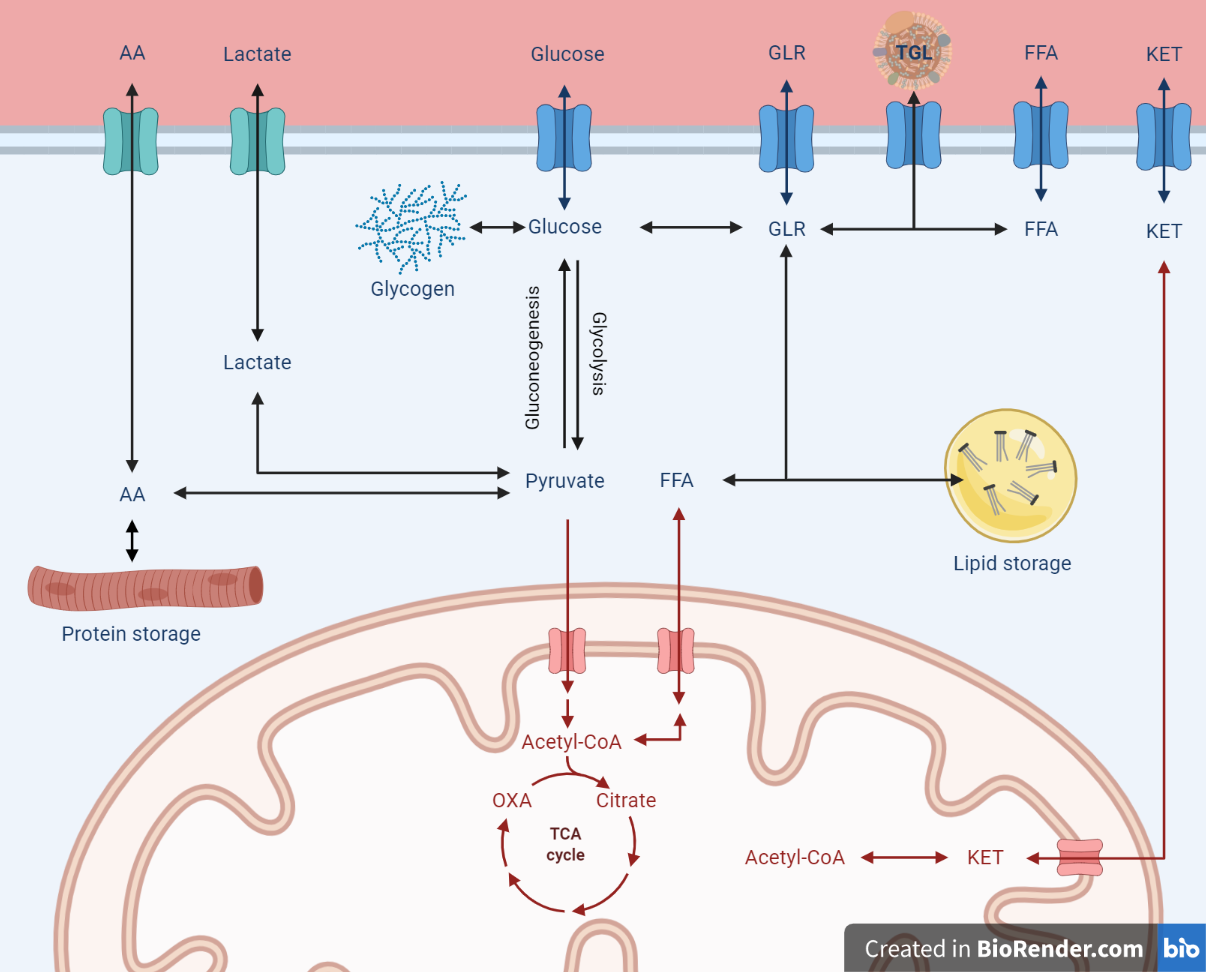 AA
Lactate
Glucose
GLR
TGL
FFA
KET
Glucose
GLR
FFA
KET
Glycogen
Gluconeogenesis
Glycolysis
Lactate
AA
Pyruvate
FFA
Lipid storage
Protein storage
Acetyl-CoA
OXA
Citrate
TCA
cycle
Acetyl-CoA
KET
Created in BioRender.com
bio